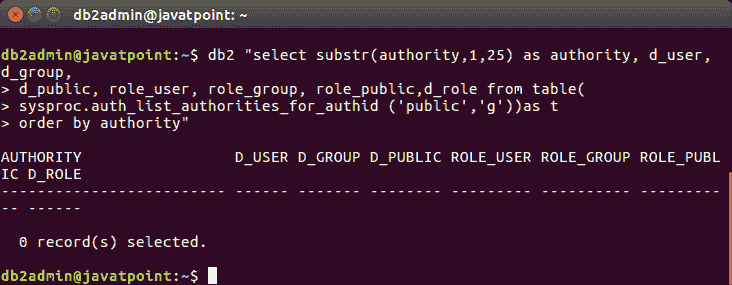 db2admin@javatpoint: ~
db2admin@javatpoint:~$ db2 "select substr(authority,1,25) as authority, d_user,
d_group,
> d_public, role_user, role_group, role_public,d_role from table(
> sysproc.auth_list_authorities_for_authid ('public','g'))as t
> order by authority"
AUTHORITY                 D_USER D_GROUP D_PUBLIC ROLE_USER ROLE_GROUP ROLE_PUBL
IC D_ROLE
------------------------- ------ ------- -------- --------- ---------- ---------
-- ------
  0 record(s) selected.
db2admin@javatpoint:~$